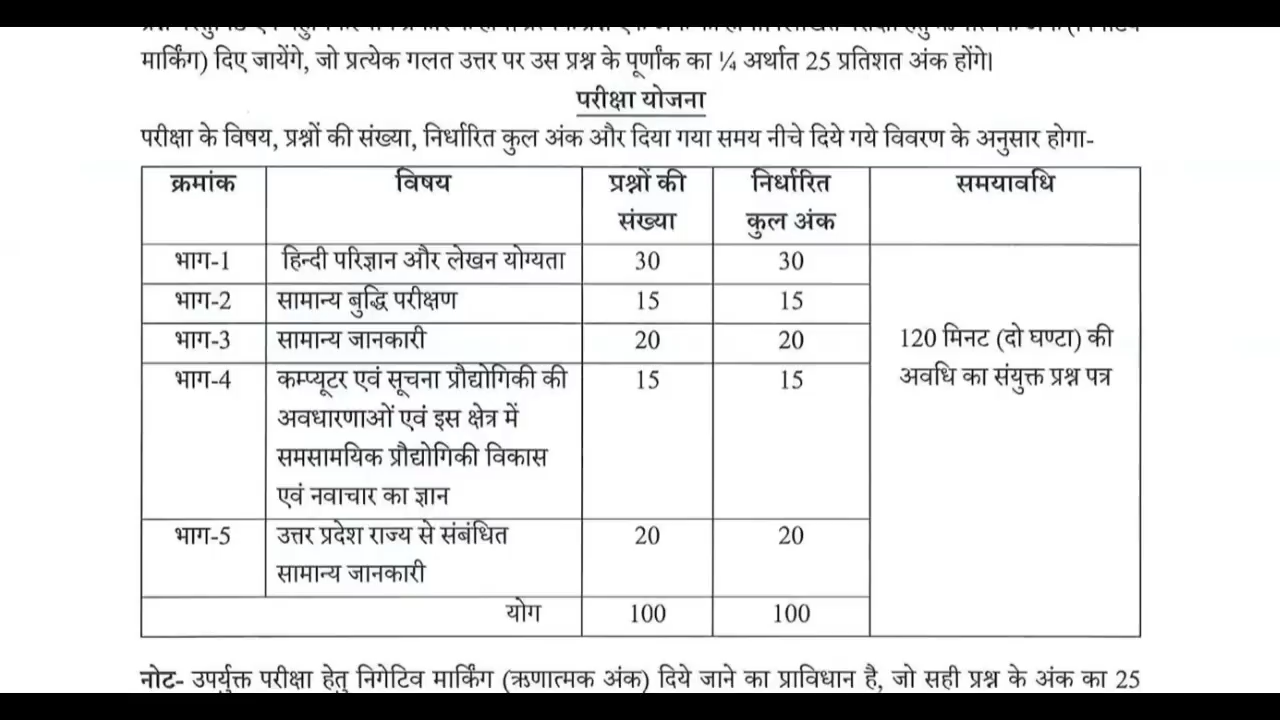 मार्किंग) दिए जायेंगे, जो प्रत्येक गलत उत्तर पर उस प्रश्न के पूर्णांक का ¼ अर्थात 25 प्रतिशत अंक होंगे।
परीक्षा योजना
परीक्षा के विषय, प्रश्नों की संख्या, निर्धारित कुल अंक और दिया गया समय नीचे दिये गये विवरण के अनुसार होगा-
क्रमांक विषय प्रश्नों की संख्या निर्धारित कुल अंक समयावधि
भाग-1 हिन्दी परिज्ञान और लेखन योग्यता 30 30
भाग-2 सामान्य बुद्धि परीक्षण 15 15
भाग-3 सामान्य जानकारी 20 20 120 मिनट (दो घण्टा) की
भाग-4 कम्प्यूटर एवं सूचना प्रौद्योगिकी की 15 15 अवधि का संयुक्त प्रश्न पत्र
अवधारणाओं एवं इस क्षेत्र में
समसामयिक प्रौद्योगिकी विकास
एवं नवाचार का ज्ञान
भाग-5 उत्तर प्रदेश राज्य से संबंधित 20 20
सामान्य जानकारी
योग 100 100
नोट- उपर्युक्त परीक्षा हेतु निगेटिव मार्किंग (ऋणात्मक अंक) दिये जाने का प्राविधान है, जो सही प्रश्न के अंक का 25